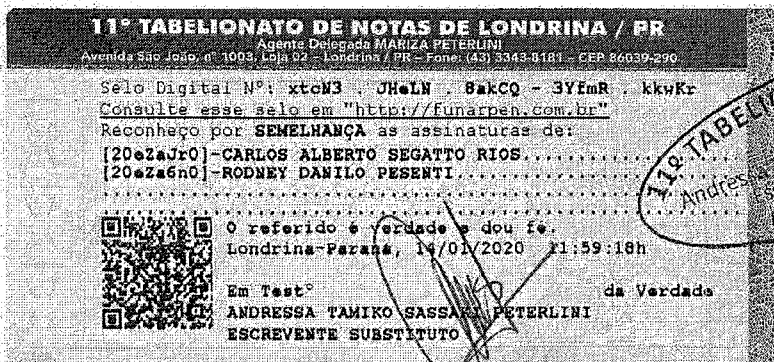 11º TABELIONATO DE NOTAS DE LONDRINA / PR
Agente Delegada MARIZA PETERLINI
Avenida São João, nº 1003, Loja 02 - Londrina / PR - Fone: (43) 3343-8181 - CEP 86039-290
Selo Digital Nº: xtcN3 . JHeLN . 8akCQ - 3YfmR . kkwKr
Consulte esse selo em "http://funarpen.com.br"
Reconheço por SEMELHANÇA as assinaturas de:
[20eZaJr0]-CARLOS ALBERTO SEGATTO RIOS
[20eZa6n0]-RODNEY DANILO PESENTI
O referido é verdade e dou fé.
Londrina-Paraná, 14/01/2020 11:59:18h
Em Testº da Verdade
ANDRESSA TAMIKO SASSAKI PETERLINI
ESCREVENTE SUBSTITUTO
11º TABELI
Andressa